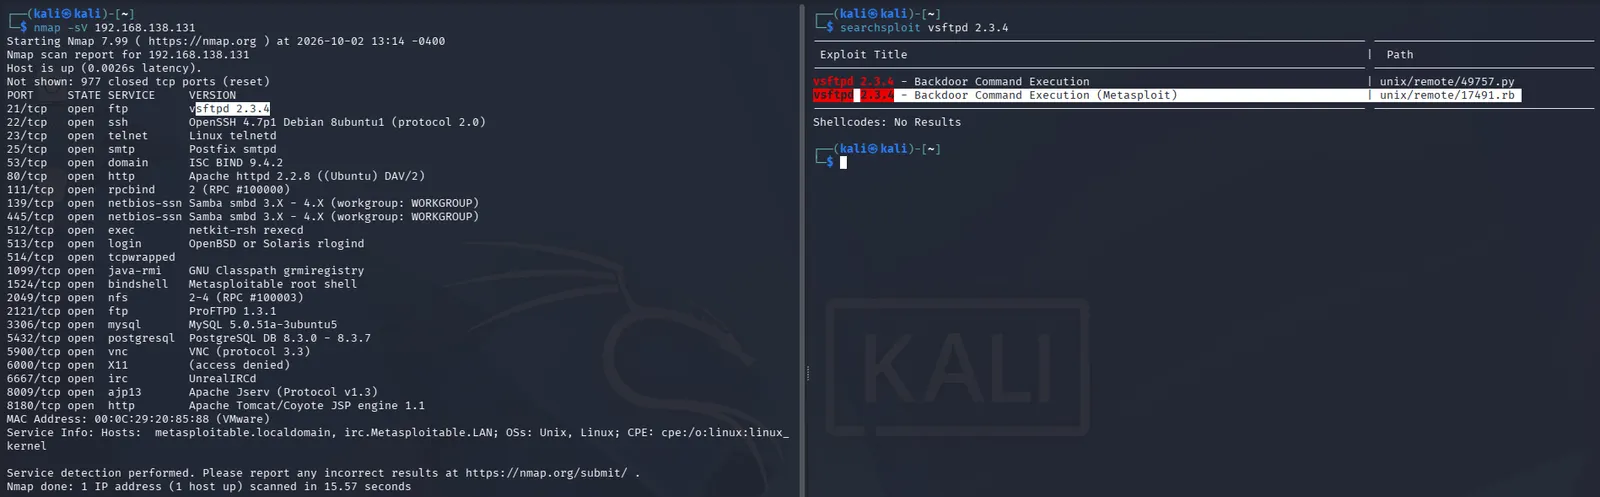 ┌──(kali㉿kali)-[~]
└─$ nmap -sV 192.168.138.131
Starting Nmap 7.99 ( https://nmap.org ) at 2026-10-02 13:14 -0400
Nmap scan report for 192.168.138.131
Host is up (0.0026s latency).
Not shown: 977 closed tcp ports (reset)
PORT     STATE SERVICE     VERSION
21/tcp   open  ftp         vsftpd 2.3.4
22/tcp   open  ssh         OpenSSH 4.7p1 Debian 8ubuntu1 (protocol 2.0)
23/tcp   open  telnet      Linux telnetd
25/tcp   open  smtp        Postfix smtpd
53/tcp   open  domain      ISC BIND 9.4.2
80/tcp   open  http        Apache httpd 2.2.8 ((Ubuntu) DAV/2)
111/tcp  open  rpcbind     2 (RPC #100000)
139/tcp  open  netbios-ssn Samba smbd 3.X - 4.X (workgroup: WORKGROUP)
445/tcp  open  netbios-ssn Samba smbd 3.X - 4.X (workgroup: WORKGROUP)
512/tcp  open  exec        netkit-rsh rexecd
513/tcp  open  login       OpenBSD or Solaris rlogind
514/tcp  open  tcpwrapped
1099/tcp open  java-rmi    GNU Classpath grmiregistry
1524/tcp open  bindshell   Metasploitable root shell
2049/tcp open  nfs         2-4 (RPC #100003)
2121/tcp open  ftp         ProFTPD 1.3.1
3306/tcp open  mysql       MySQL 5.0.51a-3ubuntu5
5432/tcp open  postgresql  PostgreSQL DB 8.3.0 - 8.3.7
5900/tcp open  vnc         VNC (protocol 3.3)
6000/tcp open  X11         (access denied)
6667/tcp open  irc         UnrealIRCd
8009/tcp open  ajp13       Apache Jserv (Protocol v1.3)
8180/tcp open  http        Apache Tomcat/Coyote JSP engine 1.1
MAC Address: 00:0C:29:20:85:88 (VMware)
Service Info: Hosts:  metasploitable.localdomain, irc.Metasploitable.LAN; OSs: Unix, Linux; CPE: cpe:/o:linux:linux_
kernel
Service detection performed. Please report any incorrect results at https://nmap.org/submit/ .
Nmap done: 1 IP address (1 host up) scanned in 15.57 seconds
┌──(kali㉿kali)-[~]
└─$ searchsploit vsftpd 2.3.4
Exploit Title | Path
vsftpd 2.3.4 - Backdoor Command Execution | unix/remote/49757.py
vsftpd 2.3.4 - Backdoor Command Execution (Metasploit) | unix/remote/17491.rb
Shellcodes: No Results
┌──(kali㉿kali)-[~]
└─$
KALI